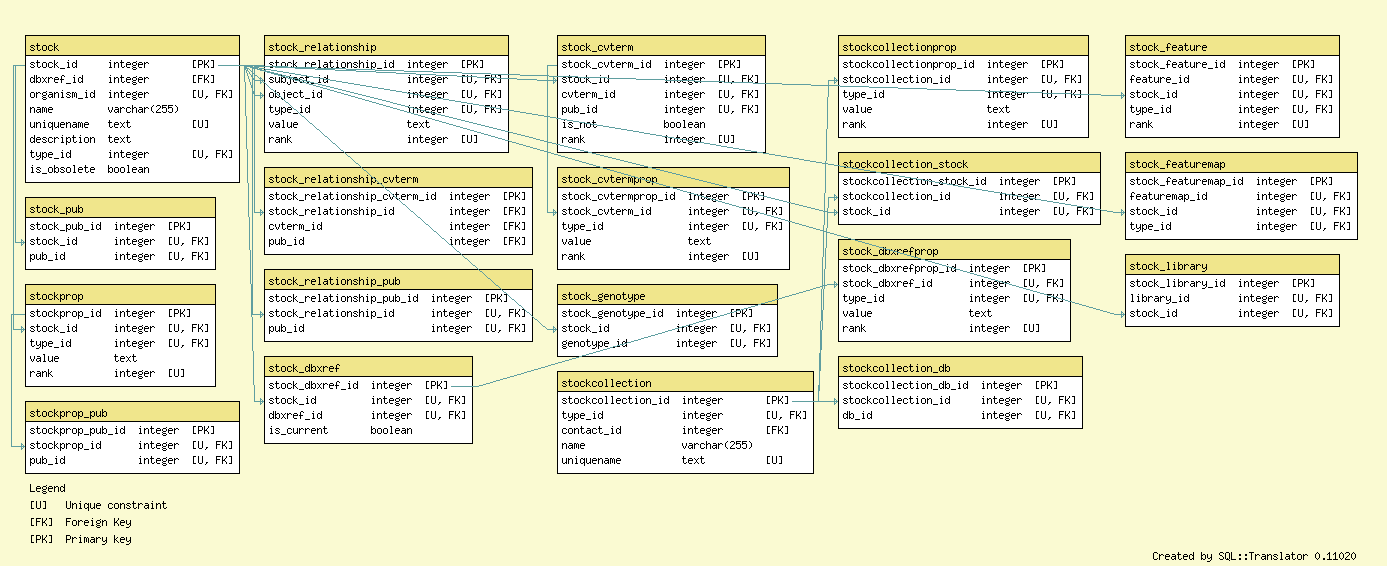 stock
stock_id integer [PK]
dbxref_id integer [FK]
organism_id integer [U, FK]
name varchar(255)
uniquename text [U]
description text
type_id integer [U, FK]
is_obsolete boolean
stock_pub
stock_pub_id integer [PK]
stock_id integer [U, FK]
pub_id integer [U, FK]
stockprop
stockprop_id integer [PK]
stock_id integer [U, FK]
type_id integer [U, FK]
value text
rank integer [U]
stockprop_pub
stockprop_pub_id integer [PK]
stockprop_id integer [U, FK]
pub_id integer [U, FK]
stock_relationship
stock_relationship_id integer [PK]
subject_id integer [U, FK]
object_id integer [U, FK]
type_id integer [U, FK]
value text
rank integer [U]
stock_relationship_cvterm
stock_relationship_cvterm_id integer [PK]
stock_relationship_id integer [FK]
cvterm_id integer [FK]
pub_id integer [FK]
stock_relationship_pub
stock_relationship_pub_id integer [PK]
stock_relationship_id integer [U, FK]
pub_id integer [U, FK]
stock_dbxref
stock_dbxref_id integer [PK]
stock_id integer [U, FK]
dbxref_id integer [U, FK]
is_current boolean
stock_cvterm
stock_cvterm_id integer [PK]
stock_id integer [U, FK]
cvterm_id integer [U, FK]
pub_id integer [U, FK]
is_not boolean
rank integer [U]
stock_cvtermprop
stock_cvtermprop_id integer [PK]
stock_cvterm_id integer [U, FK]
type_id integer [U, FK]
value text
rank integer [U]
stock_genotype
stock_genotype_id integer [PK]
stock_id integer [U, FK]
genotype_id integer [U, FK]
stockcollection
stockcollection_id integer [PK]
type_id integer [U, FK]
contact_id integer [FK]
name varchar(255)
uniquename text [U]
stockcollectionprop
stockcollectionprop_id integer [PK]
stockcollection_id integer [U, FK]
type_id integer [U, FK]
value text
rank integer [U]
stockcollection_stock
stockcollection_stock_id integer [PK]
stockcollection_id integer [U, FK]
stock_id integer [U, FK]
stock_dbxrefprop
stock_dbxrefprop_id integer [PK]
stock_dbxref_id integer [U, FK]
type_id integer [U, FK]
value text
rank integer [U]
stockcollection_db
stockcollection_db_id integer [PK]
stockcollection_id integer [U, FK]
db_id integer [U, FK]
stock_feature
stock_feature_id integer [PK]
feature_id integer [U, FK]
stock_id integer [U, FK]
type_id integer [U, FK]
rank integer [U]
stock_featuremap
stock_featuremap_id integer [PK]
featuremap_id integer [U, FK]
stock_id integer [U, FK]
type_id integer [U, FK]
stock_library
stock_library_id integer [PK]
library_id integer [U, FK]
stock_id integer [U, FK]
Legend
[U] Unique constraint
[FK] Foreign Key
[PK] Primary key
Created by SQL::Translator 0.11020